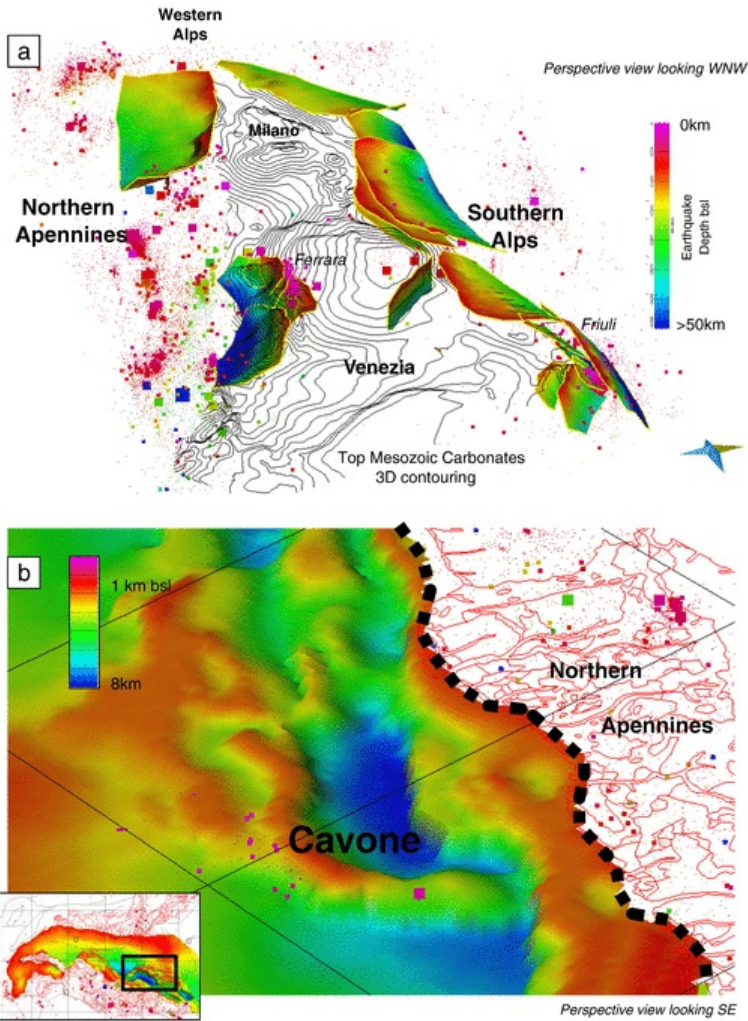 Western
Alps
a
Perspective view looking WNW
Milano
0km
Northern
Apennines
Southern
Alps
Earthquake
Depth bsl
Ferrara
>50km
Friuli
Venezia
Top Mesozoic Carbonates
3D contouring
b
1 km bsl
8km
Northern
Apennines
Cavone
Perspective view looking SE